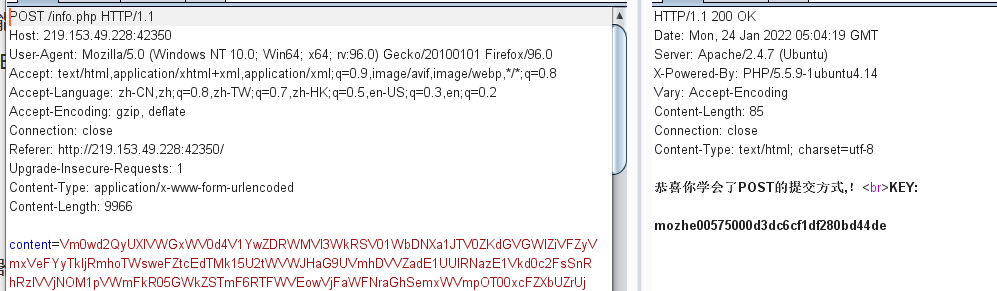 POST /info.php HTTP/1.1
Host: 219.153.49.228:42350
User-Agent: Mozilla/5.0 (Windows NT 10.0; Win64; x64; rv:96.0) Gecko/20100101 Firefox/96.0
Accept: text/html,application/xhtml+xml,application/xml;q=0.9,image/avif,image/webp,*/*;q=0.8
Accept-Language: zh-CN,zh;q=0.8,zh-TW;q=0.7,zh-HK;q=0.5,en-US;q=0.3,en;q=0.2
Accept-Encoding: gzip, deflate
Connection: close
Referer: http://219.153.49.228:42350/
Upgrade-Insecure-Requests: 1
Content-Type: application/x-www-form-urlencoded
Content-Length: 9966
content=
HTTP/1.1 200 OK
Date: Mon, 24 Jan 2022 05:04:19 GMT
Server: Apache/2.4.7 (Ubuntu)
X-Powered-By: PHP/5.5.9-1ubuntu4.14
Vary: Accept-Encoding
Content-Length: 85
Connection: close
Content-Type: text/html; charset=utf-8
恭喜你学会了POST的提交方式,！<br>KEY:
mozhe00575000d3dc6cf1df280bd44de